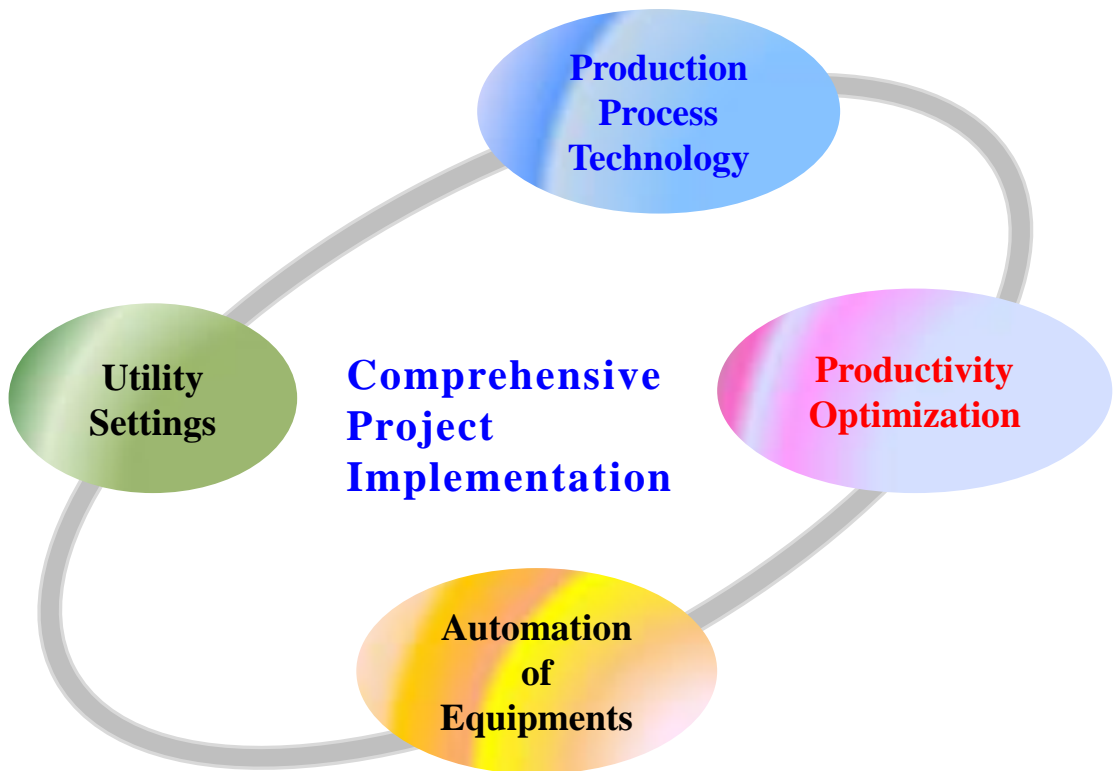 Production
Process
Technology
Utility
Settings
Comprehensive
Project
Implementation
Productivity
Optimization
Automation
of
Equipments